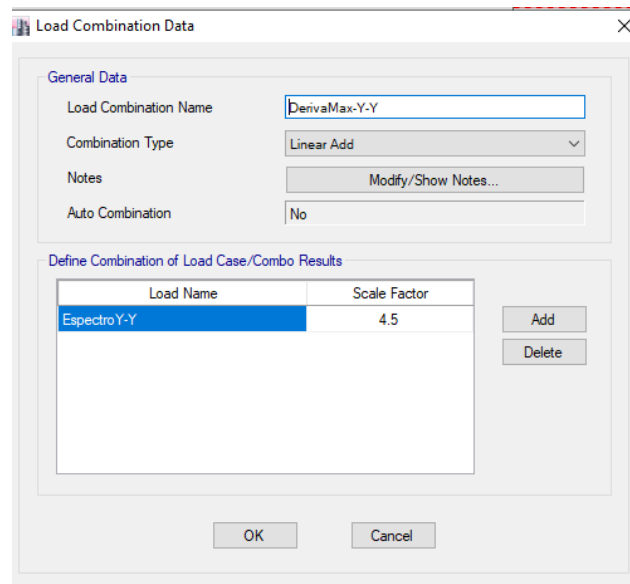 Load Combination Data
General Data
Load Combination Name DerivaMax-Y-Y
Combination Type Linear Add
Notes Modify/Show Notes...
Auto Combination No
Define Combination of Load Case/Combo Results
Load Name Scale Factor
EspectroY-Y 4.5 Add
Delete
OK Cancel